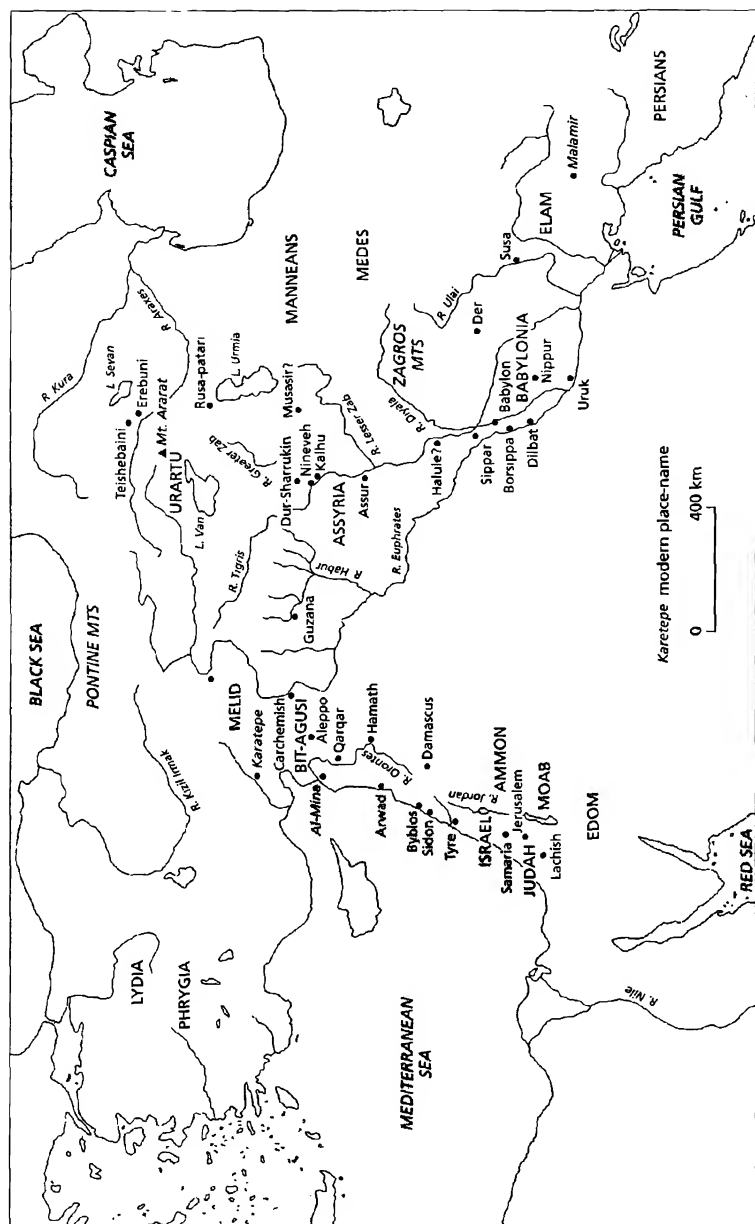 BLACK SEA
PONTINE MTS
CASPIAN
SEA
R Kura
L. Sevan
Erebuni
Teishebaini
Mt. Ararat
R Araxes
URARTU
L. Van
Rusa-patari
L. Urmia
R. Kizil Irmak
LYDIA
PHRYGIA
MELID
Karatepe
Carchemish
BIT-AGUSI
Aleppo
Al-Mina
Qarqar
Hamath
R. Orontes
Arwad
Guzana
R. Tigris
R. Greater Zab
Musasir?
Dur-Sharrukin
Nineveh
Kalhu
ASSYRIA
Assur
R. Lesser Zab
R Habur
R. Euphrates
MANNEANS
MEDES
ZAGROS
MTS
R. Diyala
Der
R Ulai
Susa
ELAM
Malamir
PERSIANS
PERSIAN
GULF
Halule?
Sippar
Babylon
BABYLONIA
Borsippa
Nippur
Dilbat
Uruk
MEDITERRANEAN
SEA
Byblos
Sidon
Damascus
Tyre
R. Jordan
ISRAEL
AMMON
Samaria
Jerusalem
JUDAH
MOAB
Lachish
EDOM
R. Nile
RED SEA
0 400 km
Karetepe modern place-name